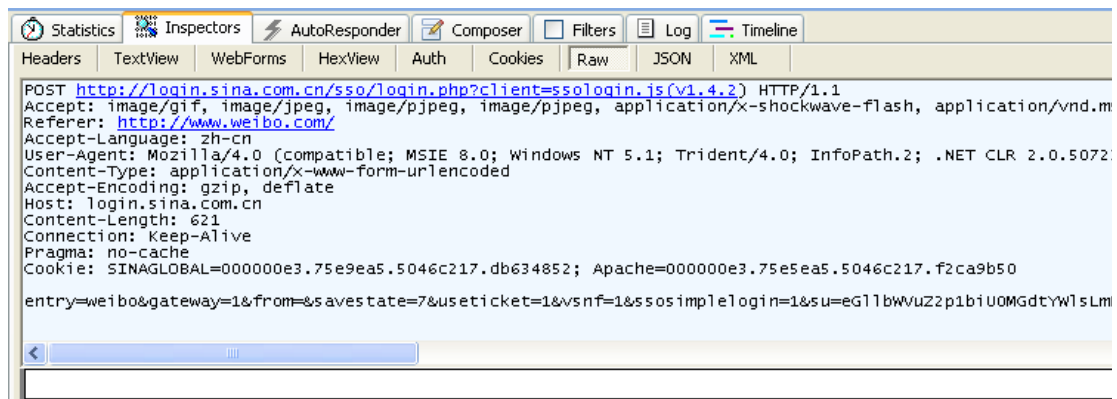 Statistics Inspectors AutoResponder Composer Filters Log Timeline
Headers TextView WebForms HexView Auth Cookies Raw JSON XML
POST http://login.sina.com.cn/sso/login.php?client=ssologin.js(v1.4.2) HTTP/1.1
Accept: image/gif, image/jpeg, image/pjpeg, image/pjpeg, application/x-shockwave-flash, application/vnd.ms
Referer: http://www.weibo.com/
Accept-Language: zh-cn
User-Agent: Mozilla/4.0 (compatible; MSIE 8.0; Windows NT 5.1; Trident/4.0; InfoPath.2; .NET CLR 2.0.5072
Content-Type: application/x-www-form-urlencoded
Accept-Encoding: gzip, deflate
Host: login.sina.com.cn
Content-Length: 621
Connection: Keep-Alive
Pragma: no-cache
Cookie: SINAGLOBAL=000000e3.75e9ea5.5046c217.db634852; Apache=000000e3.75e5ea5.5046c217.f2ca9b50
entry=weibo&gateway=1&from=&savestate=7&useticket=1&vsnf=1&ssosimplelogin=1&su=eGllbWVuZ2p1biU0MGdtYWlsLm